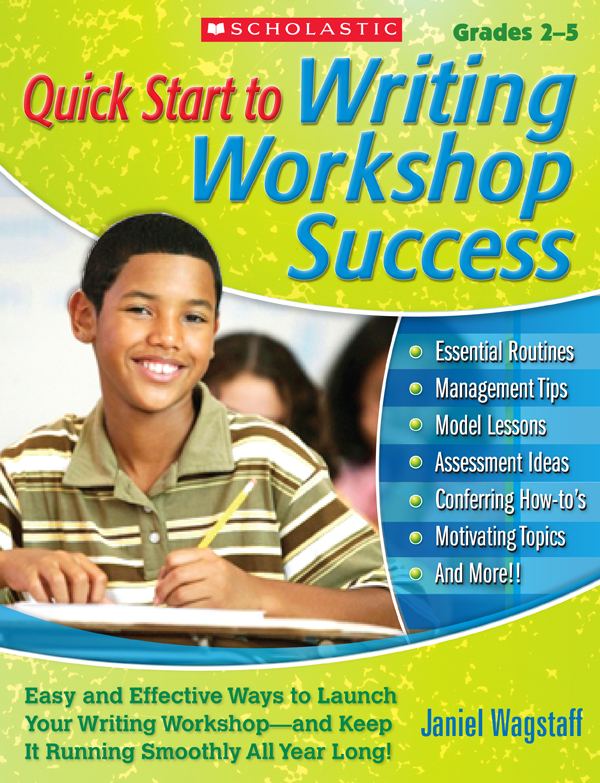 SCHOLASTIC
Grades 2–5
Quick Start to Writing
Workshop
Success
Essential Routines
Management Tips
Model Lessons
Assessment Ideas
Conferring How-to's
Motivating Topics
And More!!
Easy and Effective Ways to Launch
Your Writing Workshop—and Keep
It Running Smoothly All Year Long!
Janiel Wagstaff